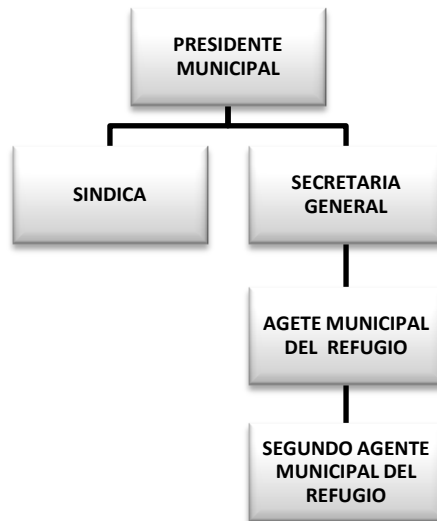 PRESIDENTE
MUNICIPAL
SINDICA
SECRETARIA
GENERAL
AGETE MUNICIPAL
DEL REFUGIO
SEGUNDO AGENTE
MUNICIPAL DEL
REFUGIO